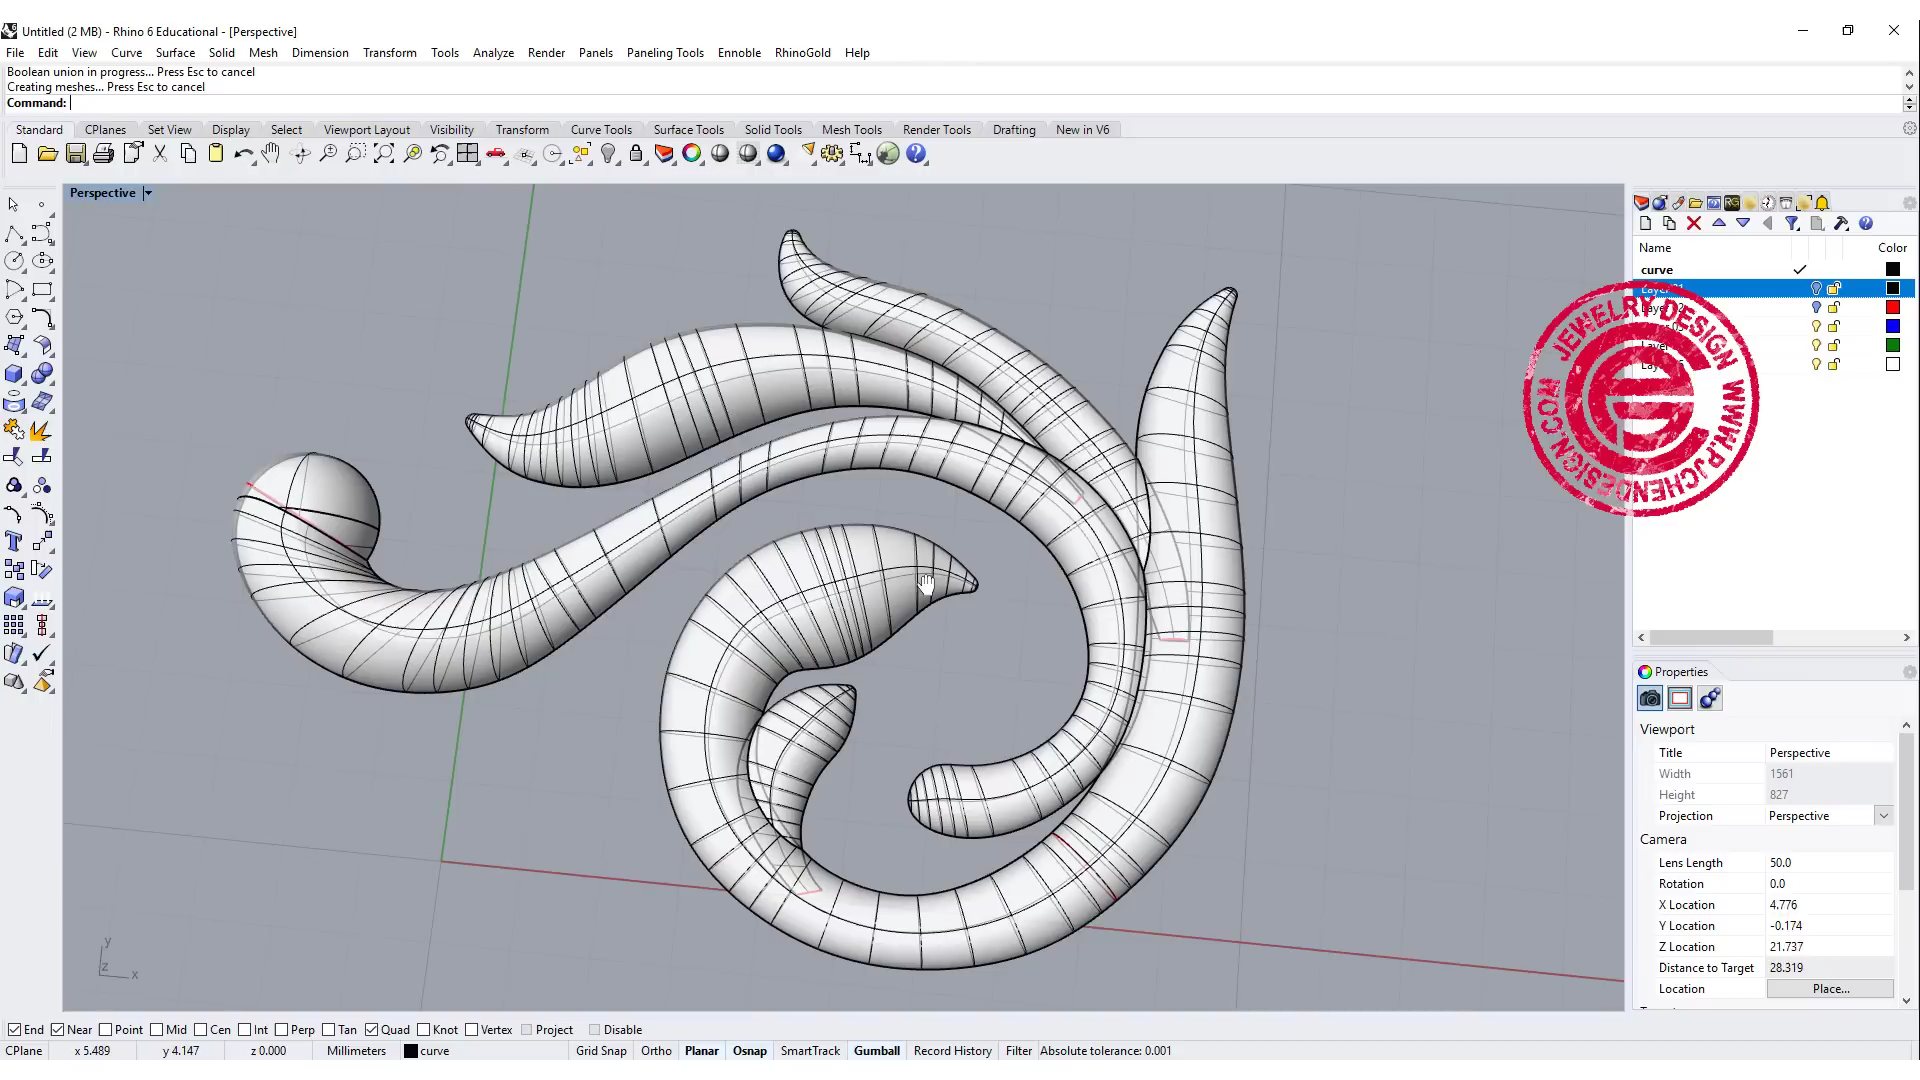 Untitled (2 MB) - Rhino 6 Educational - [Perspective]
File Edit View Curve Surface Solid Mesh Dimension Transform Tools Analyze Render Panels Paneling Tools Ennoble RhinoGold Help
Boolean union in progress... Press Esc to cancel
Creating meshes... Press Esc to cancel
Command:
Standard CPlanes Set View Display Select Viewport Layout Visibility Transform Curve Tools Surface Tools Solid Tools Mesh Tools Render Tools Drafting New in V6
Perspective
Name Color
curve
JEWELRY DESIGN WWW.PJCHENDESIGN.COM
Properties
Viewport
Title Perspective
Width 1561
Height 827
Projection Perspective
Camera
Lens Length 50.0
Rotation 0.0
X Location 4.776
Y Location -0.174
Z Location 21.737
Distance to Target 28.319
Location Place...
y
z x
End Near Point Mid Cen Int Perp Tan Quad Knot Vertex Project Disable
CPlane x 5.489 y 4.147 z 0.000 Millimeters curve Grid Snap Ortho Planar Osnap SmartTrack Gumball Record History Filter Absolute tolerance: 0.001